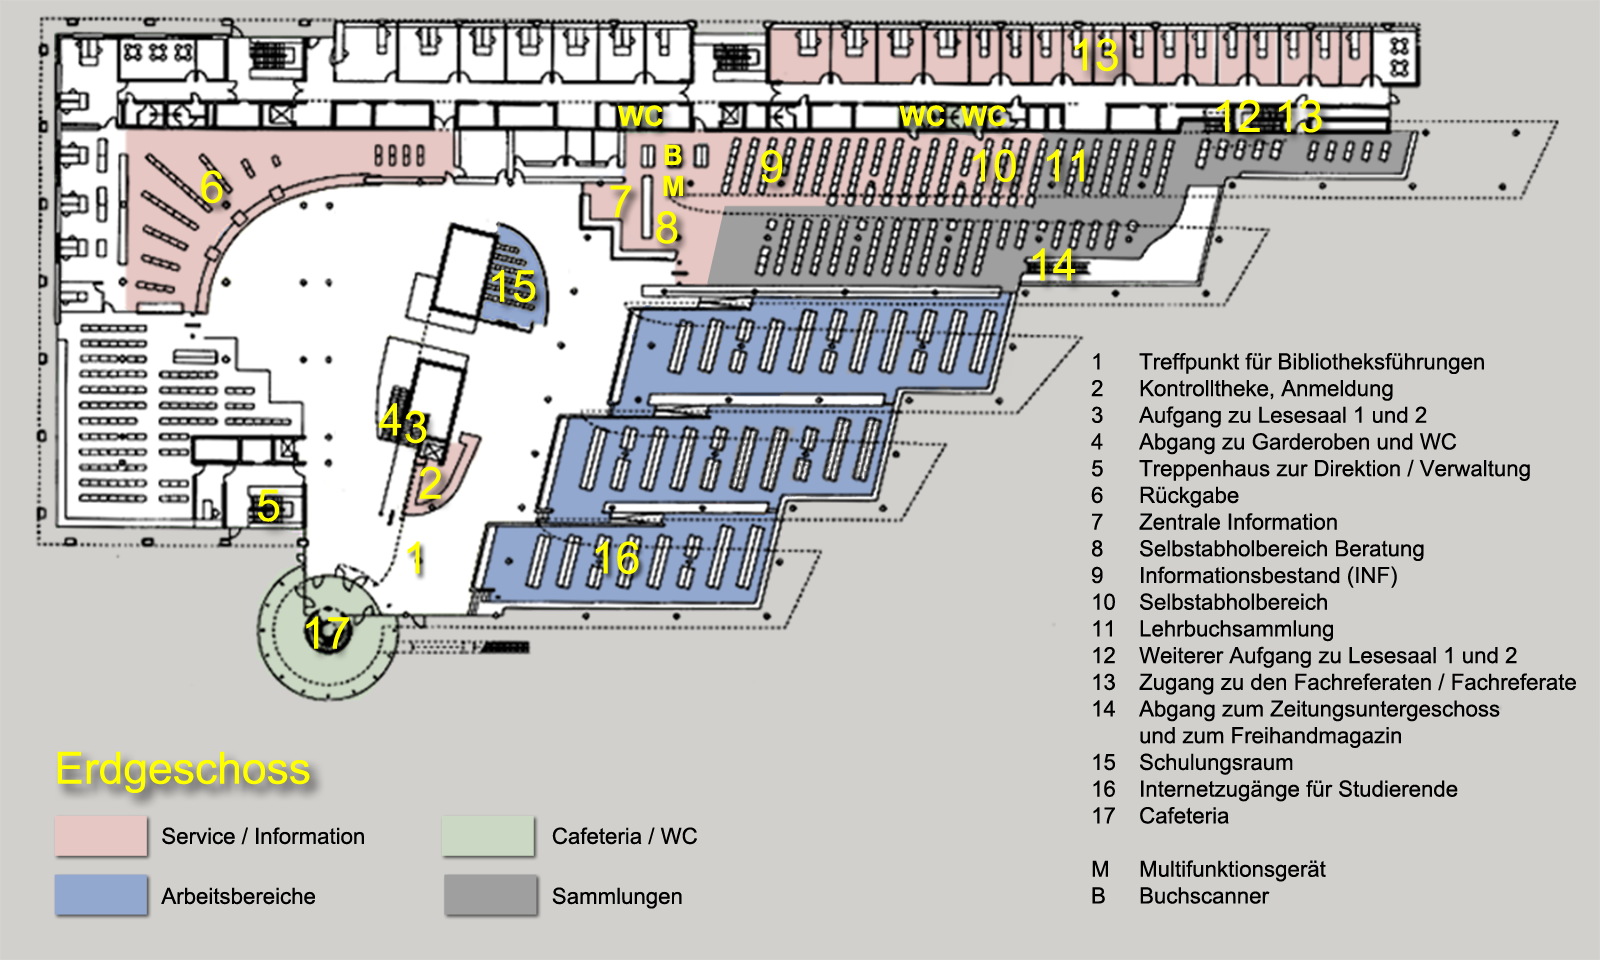 13
WC
WC
WC
12
13
B
9
10
11
M
6
7
8
14
15
4
3
2
5
1
16
17
1 Treffpunkt für Bibliotheksführungen
2 Kontrolltheke, Anmeldung
3 Aufgang zu Lesesaal 1 und 2
4 Abgang zu Garderoben und WC
5 Treppenhaus zur Direktion / Verwaltung
6 Rückgabe
7 Zentrale Information
8 Selbstabholbereich Beratung
9 Informationsbestand (INF)
10 Selbstabholbereich
11 Lehrbuchsammlung
12 Weiterer Aufgang zu Lesesaal 1 und 2
13 Zugang zu den Fachreferaten / Fachreferate
14 Abgang zum Zeitungsuntergeschoss
und zum Freihandmagazin
15 Schulungsraum
16 Internetzugänge für Studierende
17 Cafeteria
M Multifunktionsgerät
B Buchscanner
Erdgeschoss
Service / Information
Cafeteria / WC
Arbeitsbereiche
Sammlungen